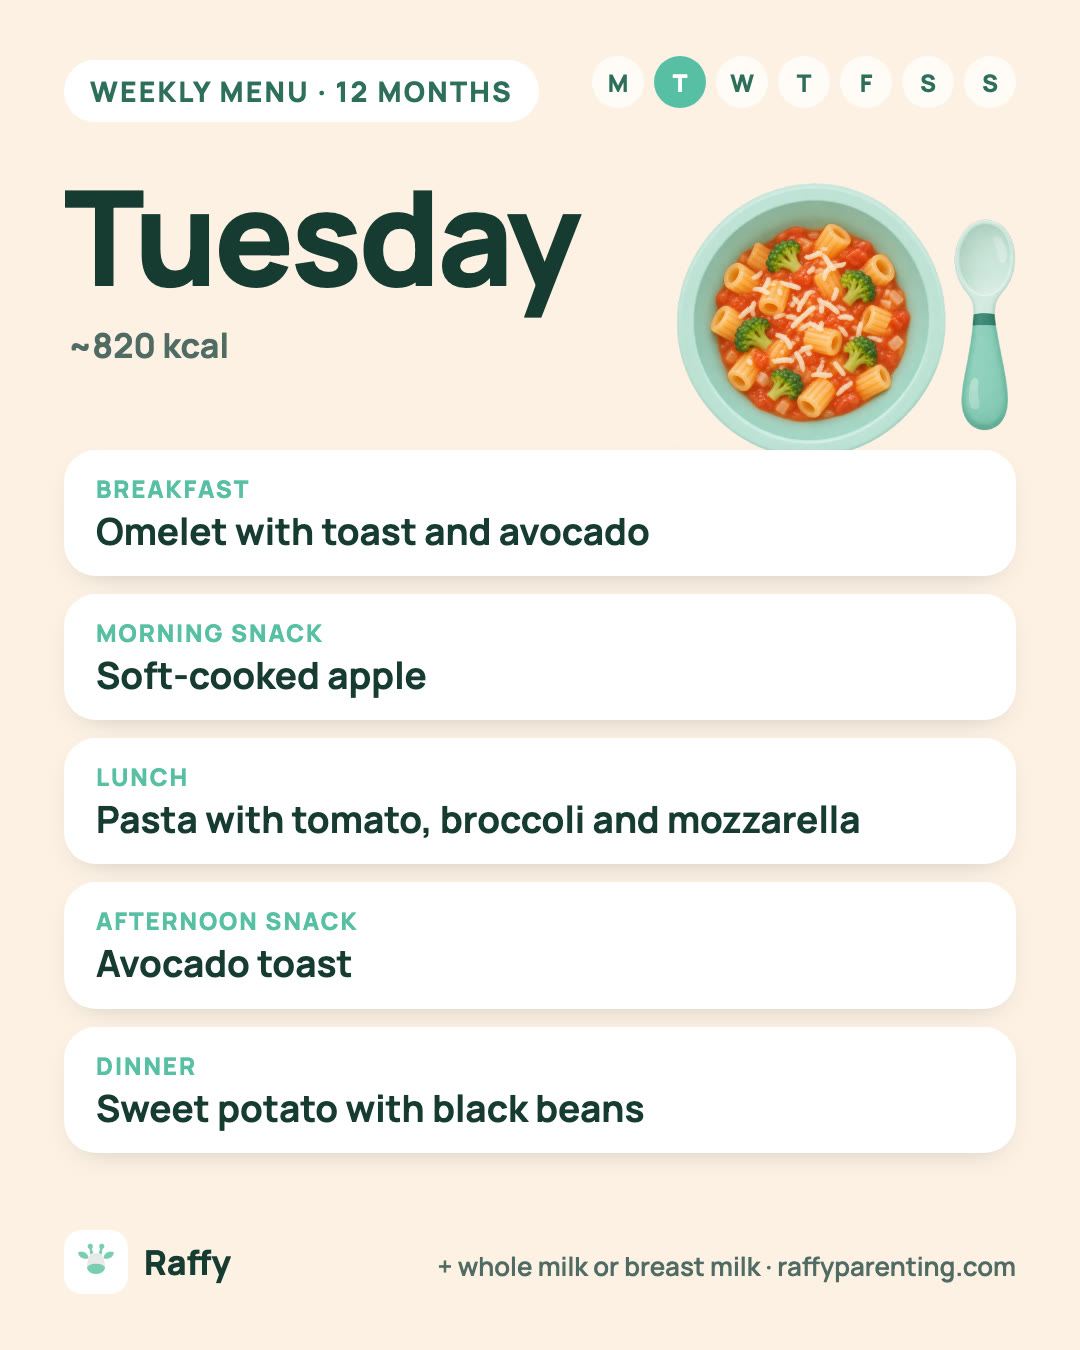 WEEKLY MENU · 12 MONTHS
M T W T F S S
Tuesday
~820 kcal
BREAKFAST
Omelet with toast and avocado
MORNING SNACK
Soft-cooked apple
LUNCH
Pasta with tomato, broccoli and mozzarella
AFTERNOON SNACK
Avocado toast
DINNER
Sweet potato with black beans
Raffy
+ whole milk or breast milk · raffyparenting.com